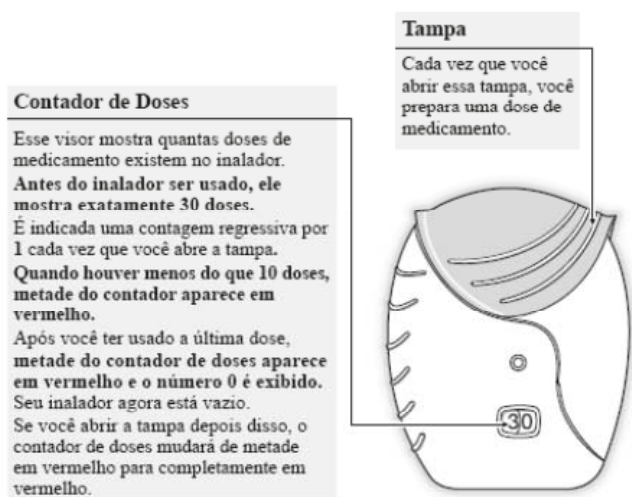 Tampa
Cada vez que você
abrir essa tampa, você
prepara uma dose de
medicamento.
Contador de Doses
Esse visor mostra quantas doses de
medicamento existem no inalador.
Antes do inalador ser usado, ele
mostra exatamente 30 doses.
É indicada uma contagem regressiva por
1 cada vez que você abre a tampa.
Quando houver menos do que 10 doses,
metade do contador aparece em
vermelho.
Após você ter usado a última dose,
metade do contador de doses aparece
em vermelho e o número 0 é exibido.
Seu inalador agora está vazio.
Se você abrir a tampa depois disso, o
contador de doses mudará de metade
em vermelho para completamente em
vermelho.
30